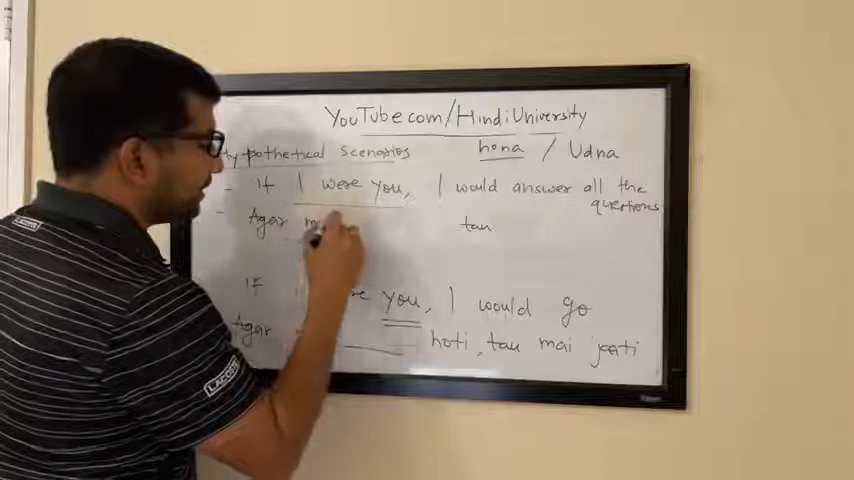 YouTube.com/HindiUniversity
Hypothetical scenarios hona / Udna
- If I were you, I would answer all the questions
- Agar tau
If you, I would go
Agar hoti, tau mai jaati
LACOSTE